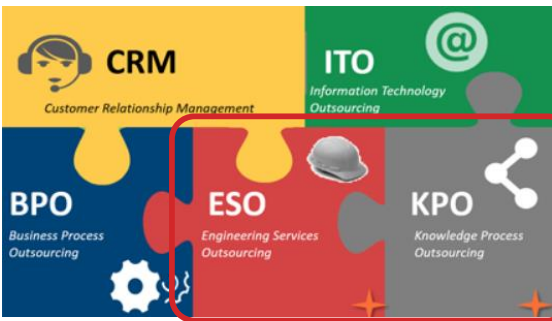 CRM
Customer Relationship Management
ITO
@
Information Technology
Outsourcing
BPO
Business Process
Outsourcing
ESO
Engineering Services
Outsourcing
KPO
Knowledge Process
Outsourcing